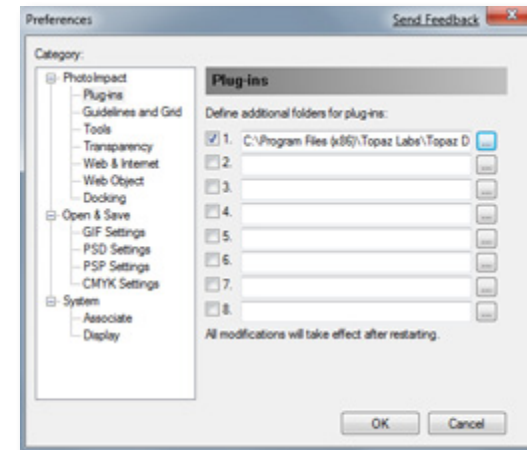 Preferences
Send Feedback
Category:
PhotoImpact
Plug-ins
Guidelines and Grid
Tools
Transparency
Web & Internet
Web Object
Docking
Open & Save
GIF Settings
PSD Settings
PSP Settings
CMYK Settings
System
Associate
Display
Plug-ins
Define additional folders for plug-ins:
1. C:\Program Files (x86)\Topaz Labs\Topaz D ...
2. ...
3. ...
4. ...
5. ...
6. ...
7. ...
8. ...
All modifications will take effect after restarting.
OK Cancel